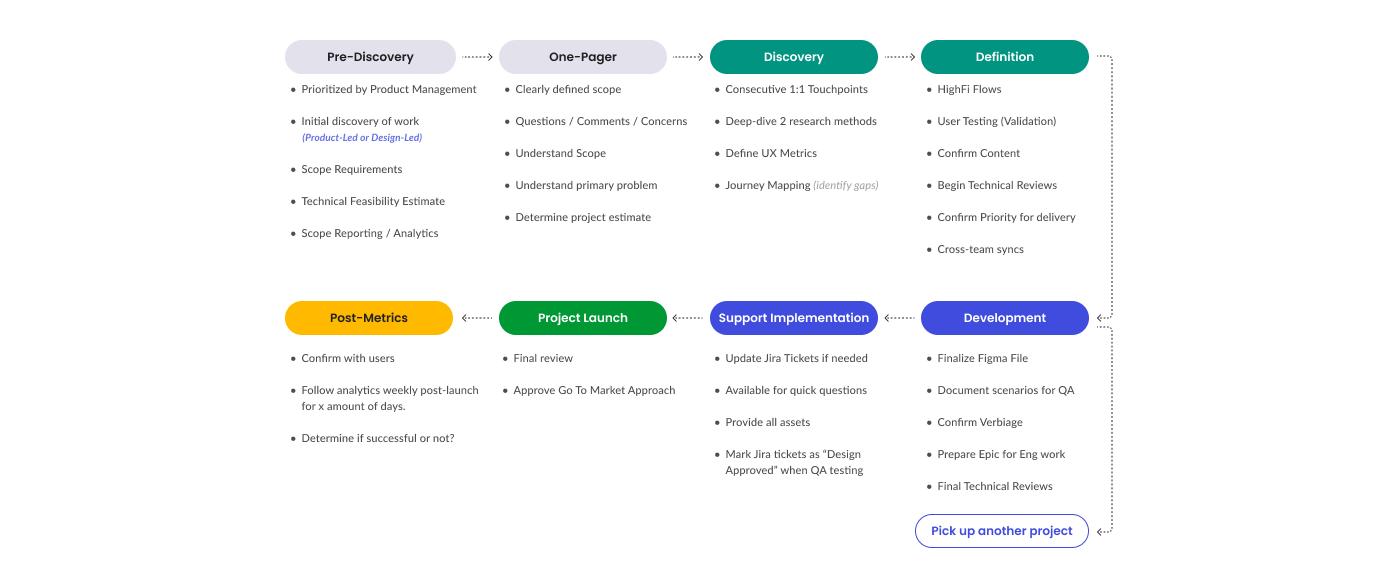 Pre-Discovery
• Prioritized by Product Management
• Initial discovery of work
(Product-Led or Design-Led)
• Scope Requirements
• Technical Feasibility Estimate
• Scope Reporting / Analytics
One-Pager
• Clearly defined scope
• Questions / Comments / Concerns
• Understand Scope
• Understand primary problem
• Determine project estimate
Discovery
• Consecutive 1:1 Touchpoints
• Deep-dive 2 research methods
• Define UX Metrics
• Journey Mapping (identify gaps)
Definition
• HighFi Flows
• User Testing (Validation)
• Confirm Content
• Begin Technical Reviews
• Confirm Priority for delivery
• Cross-team syncs
Development
• Finalize Figma File
• Document scenarios for QA
• Confirm Verbiage
• Prepare Epic for Eng work
• Final Technical Reviews
Pick up another project
Support Implementation
• Update Jira Tickets if needed
• Available for quick questions
• Provide all assets
• Mark Jira tickets as “Design
Approved” when QA testing
Project Launch
• Final review
• Approve Go To Market Approach
Post-Metrics
• Confirm with users
• Follow analytics weekly post-launch
for x amount of days.
• Determine if successful or not?